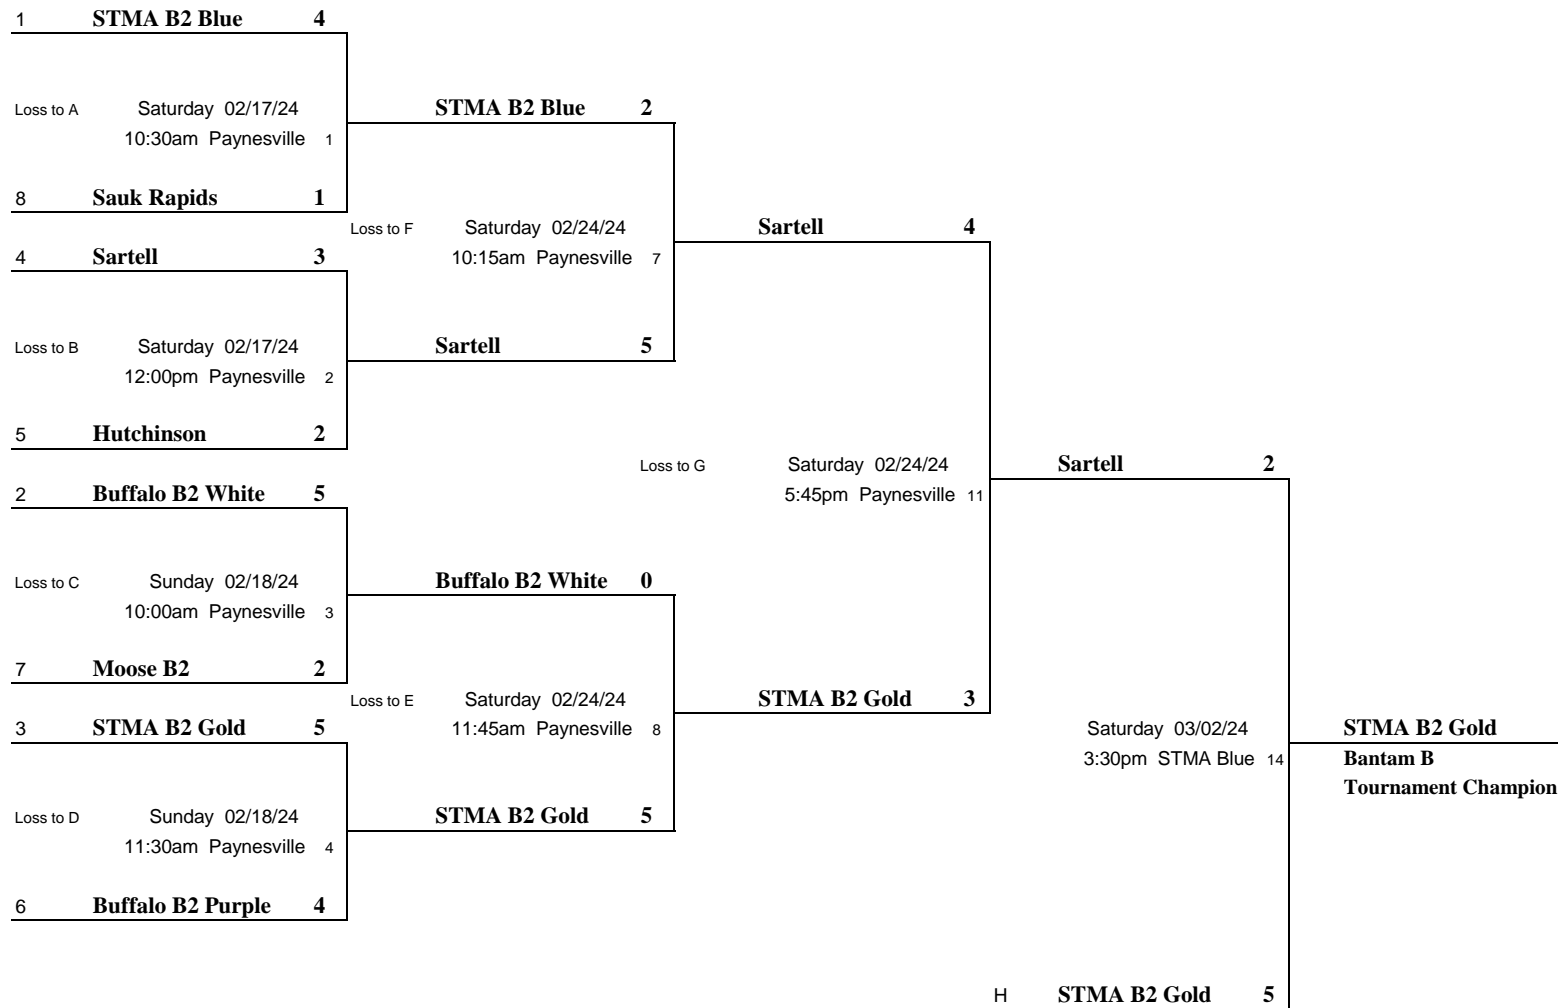 1 STMA B2 Blue 4
Loss to A Saturday 02/17/24
10:30am Paynesville 1
8 Sauk Rapids 1
4 Sartell 3
Loss to B Saturday 02/17/24
12:00pm Paynesville 2
5 Hutchinson 2
2 Buffalo B2 White 5
Loss to C Sunday 02/18/24
10:00am Paynesville 3
7 Moose B2 2
3 STMA B2 Gold 5
Loss to D Sunday 02/18/24
11:30am Paynesville 4
6 Buffalo B2 Purple 4
STMA B2 Blue 2
Loss to F Saturday 02/24/24
10:15am Paynesville 7
Sartell 5
Buffalo B2 White 0
Loss to E Saturday 02/24/24
11:45am Paynesville 8
STMA B2 Gold 5
Sartell 4
Loss to G Saturday 02/24/24
5:45pm Paynesville 11
STMA B2 Gold 3
Sartell 2
Saturday 03/02/24
3:30pm STMA Blue 14
H STMA B2 Gold 5
STMA B2 Gold
Bantam B
Tournament Champion